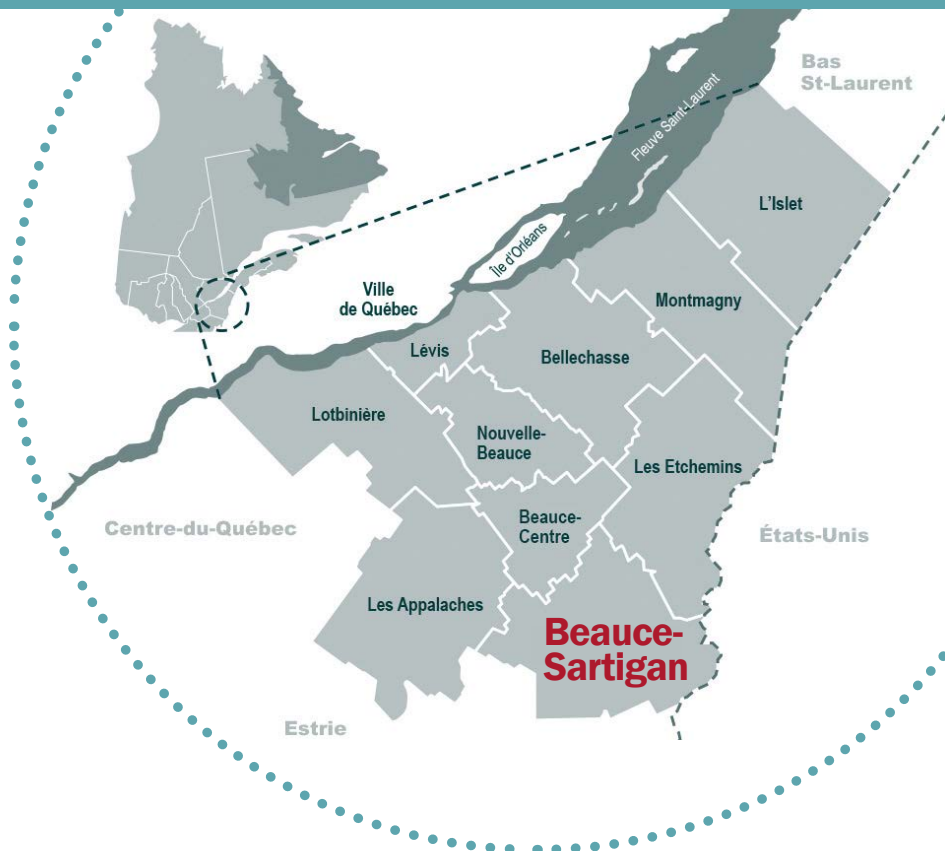 Bas
St-Laurent
Fleuve Saint-Laurent
L'Islet
Île d'Orléans
Ville
de Québec
Montmagny
Lévis
Bellechasse
Lotbinière
Nouvelle-
Beauce
Les Etchemins
Beauce-
Centre
Centre-du-Québec
États-Unis
Les Appalaches
Beauce-
Sartigan
Estrie